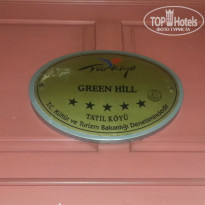 TOP Hotels
ФОТО ТУРИСТА
Türkiye
GREEN HILL
★ ★ ★ ★ ★
TATİL KÖYÜ
T.C. Kültür ve Turizm Bakanlığı Denetimindedir